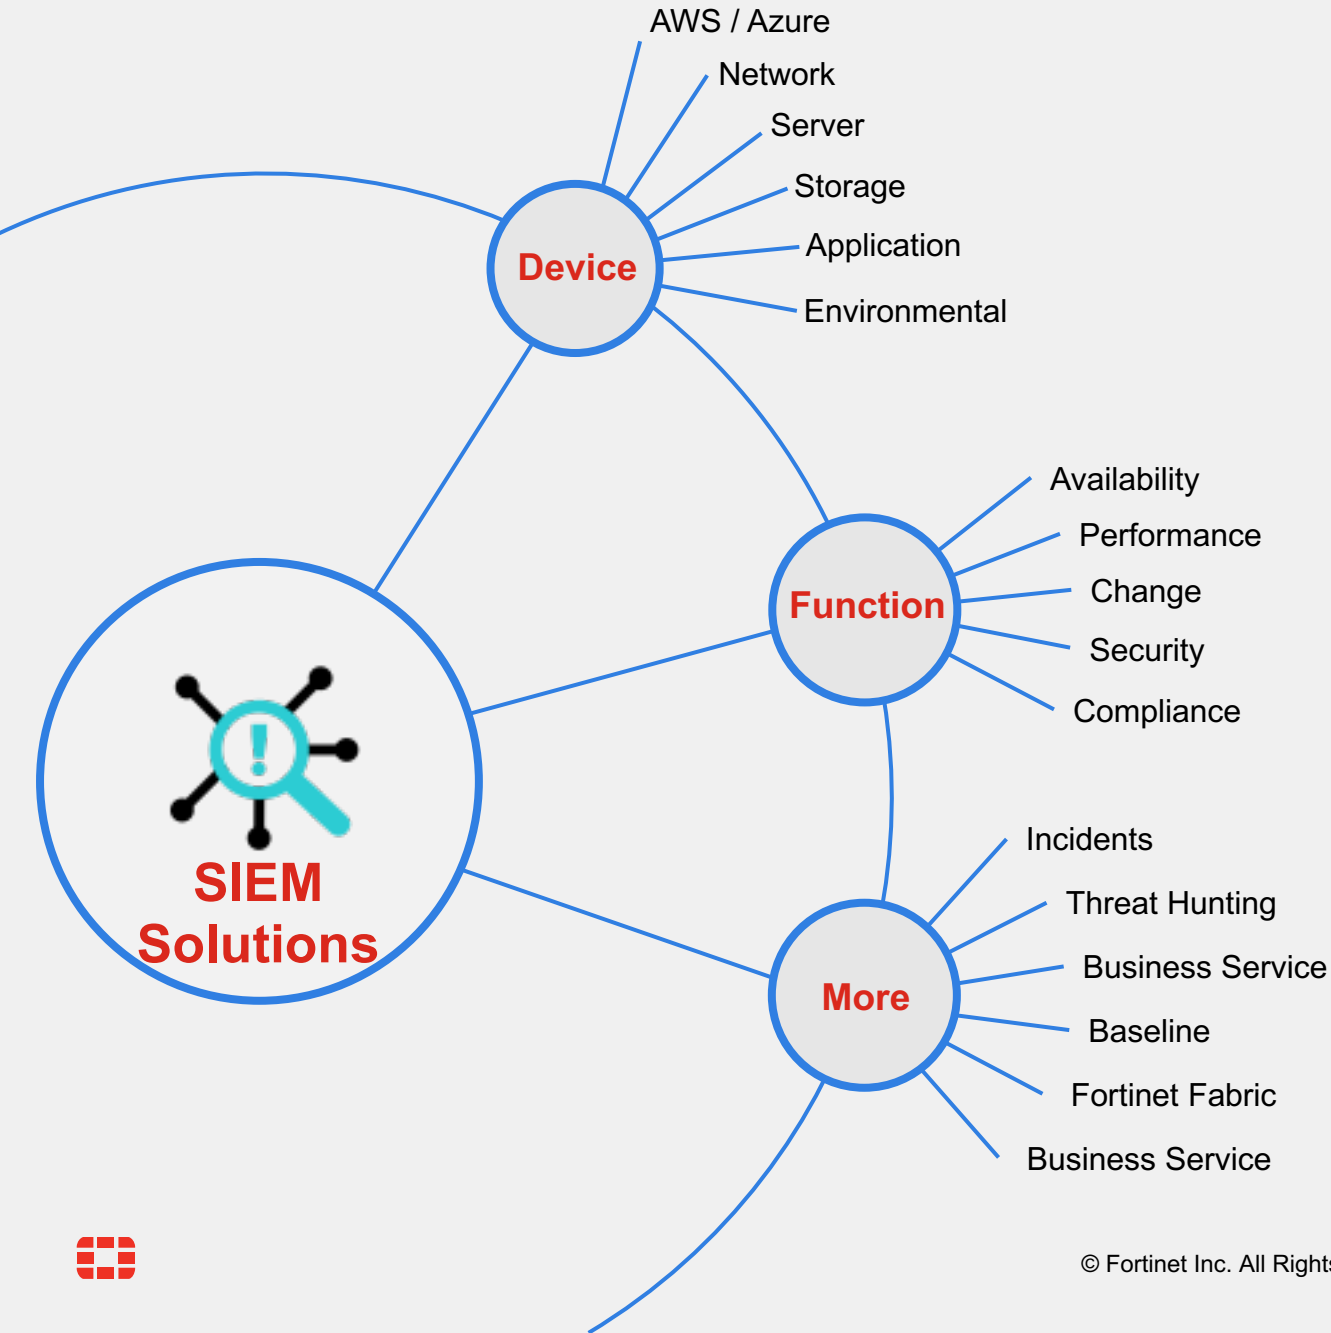 AWS / Azure
Network
Server
Storage
Application
Environmental
Device
Availability
Performance
Change
Security
Compliance
Function
!
SIEM
Solutions
Incidents
Threat Hunting
Business Service
Baseline
Fortinet Fabric
Business Service
More
© Fortinet Inc. All Rights